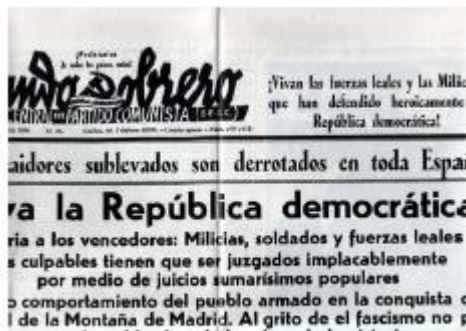 ¡Proletarios
de todos los países, uníos!
ndo obrero
CENTRAL DEL PARTIDO COMUNISTA (S.E.I.C.)
¡Vivan las fuerzas leales y las Milic
que han defendido heroicamente
República democrática!
aidores sublevados son derrotados en toda Españ
va la República democrática
ria a los vencedores: Milicias, soldados y fuerzas leales
s culpables tienen que ser juzgados implacablemente
por medio de juicios sumarísimos populares
o comportamiento del pueblo armado en la conquista d
l de la Montaña de Madrid. Al grito de el fascismo no p